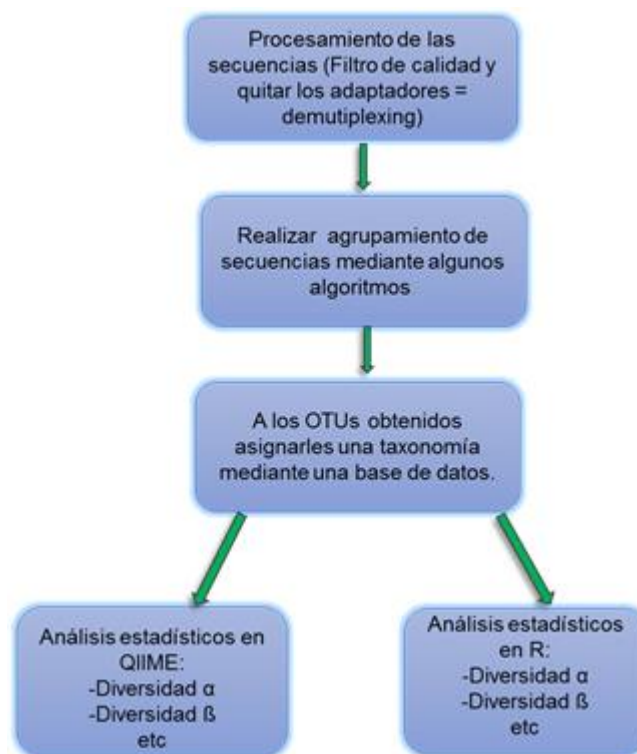 Procesamiento de las
secuencias (Filtro de calidad y
quitar los adaptadores =
demutiplexing)
Realizar agrupamiento de
secuencias mediante algunos
algoritmos
A los OTUs obtenidos
asignarles una taxonomía
mediante una base de datos.
Análisis estadísticos en
QIIME:
-Diversidad α
-Diversidad ß
etc
Análisis estadísticos
en R:
-Diversidad α
-Diversidad ß
etc